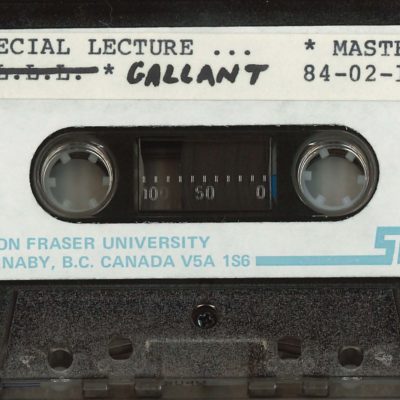 ECIAL LECTURE ... * MASTE
L.L.L. * GALLANT 84-02-1
100 50 0
ON FRASER UNIVERSITY
NABY, B.C. CANADA V5A 1S6